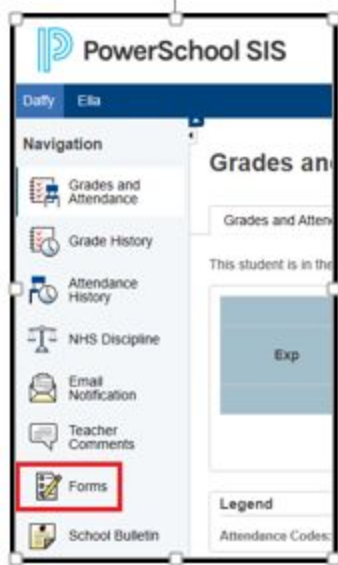 PowerSchool SIS
Daffy Ella
Navigation
Grades and
Attendance
Grade History
Attendance
History
NHS Discipline
Email
Notification
Teacher
Comments
Forms
School Bulletin
Grades an
Grades and Atten
This student is in the
Exp
Legend
Attendance Codes: